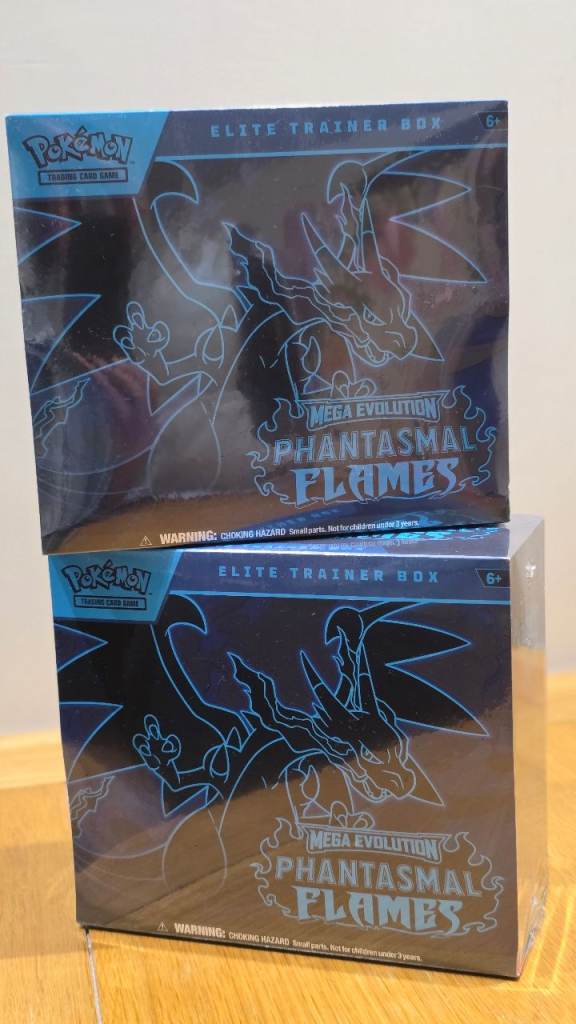 POKéMON
TRADING CARD GAME
ELITE TRAINER BOX
6+
MEGA EVOLUTION
PHANTASMAL
FLAMES
WARNING: CHOKING HAZARD Small parts. Not for children under 3 years.
POKéMON
TRADING CARD GAME
ELITE TRAINER BOX
6+
MEGA EVOLUTION
PHANTASMAL
FLAMES
WARNING: CHOKING HAZARD Small parts. Not for children under 3 years.